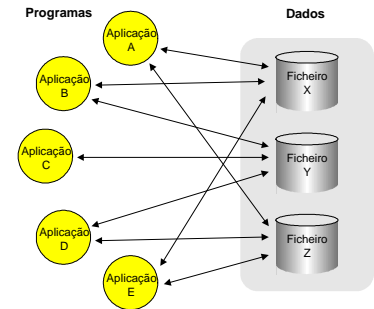 Programas
Dados
Aplicação
A
Aplicação
B
Aplicação
C
Aplicação
D
Aplicação
E
Ficheiro
X
Ficheiro
Y
Ficheiro
Z